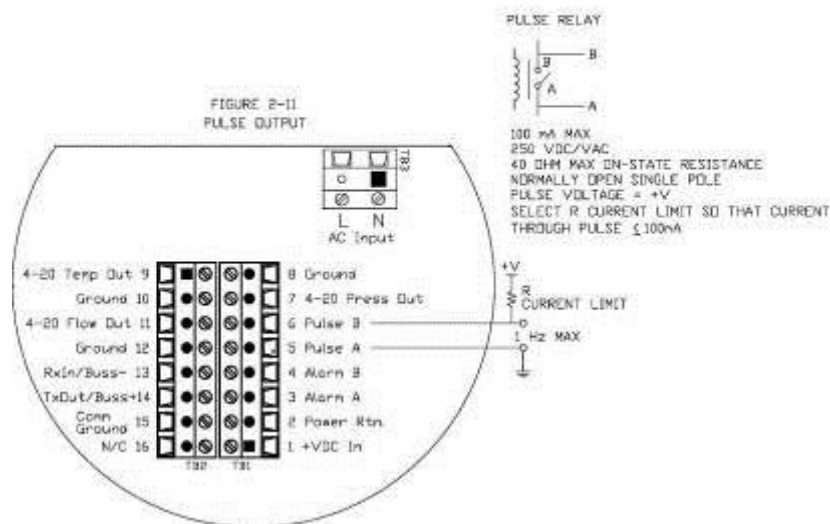 PULSE RELAY
B
B
A
A
100 mA MAX
250 VDC/VAC
40 OHM MAX ON-STATE RESISTANCE
NORMALLY OPEN SINGLE POLE
PULSE VOLTAGE = +V
SELECT R CURRENT LIMIT SO THAT CURRENT
THROUGH PULSE ≤ 100mA
FIGURE 2-11
PULSE OUTPUT
TB3
L N
AC Input
4-20 Temp Out 9
Ground 10
4-20 Flow Out 11
Ground 12
RxIn/Buss- 13
TxOut/Buss+14
Comm
Ground 15
N/C 16
8 Ground
7 4-20 Press Out
6 Pulse B
5 Pulse A
4 Alarm B
3 Alarm A
2 Power Rtn.
1 +VDC In
TB2 TB1
+V
R
CURRENT LIMIT
1 Hz MAX